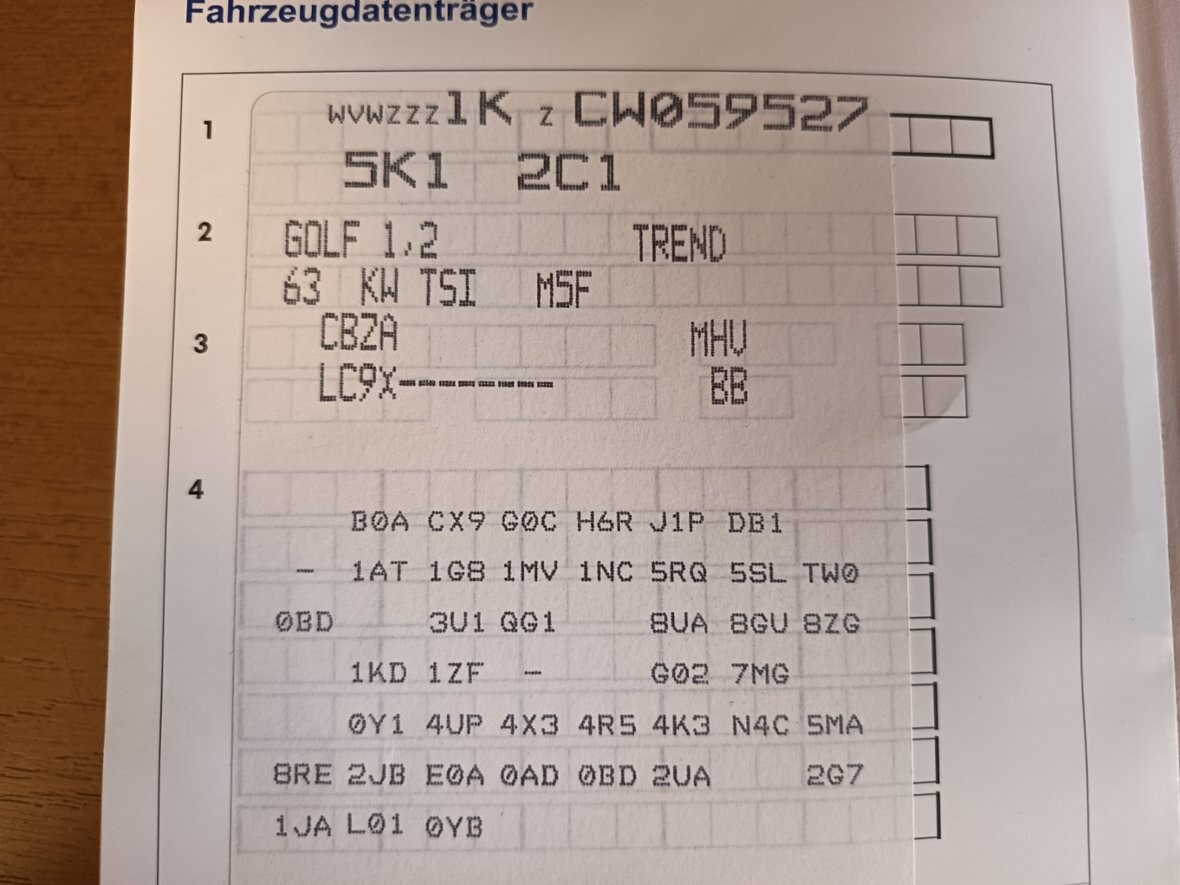 Fahrzeugdatenträger
1 WVWZZZ1K Z CW059527
5K1 2C1
2 GOLF 1,2 TREND
63 KW TSI M5F
3 CBZA MHV
LC9X--------- BB
4
B0A CX9 G0C H6R J1P DB1
- 1AT 1G8 1MV 1NC 5RQ 5SL TW0
0BD 3U1 QG1 8UA 8GU 8ZG
1KD 1ZF - G02 7MG
0Y1 4UP 4X3 4R5 4K3 N4C 5MA
8RE 2JB E0A 0AD 0BD 2UA 2G7
1JA L01 0YB